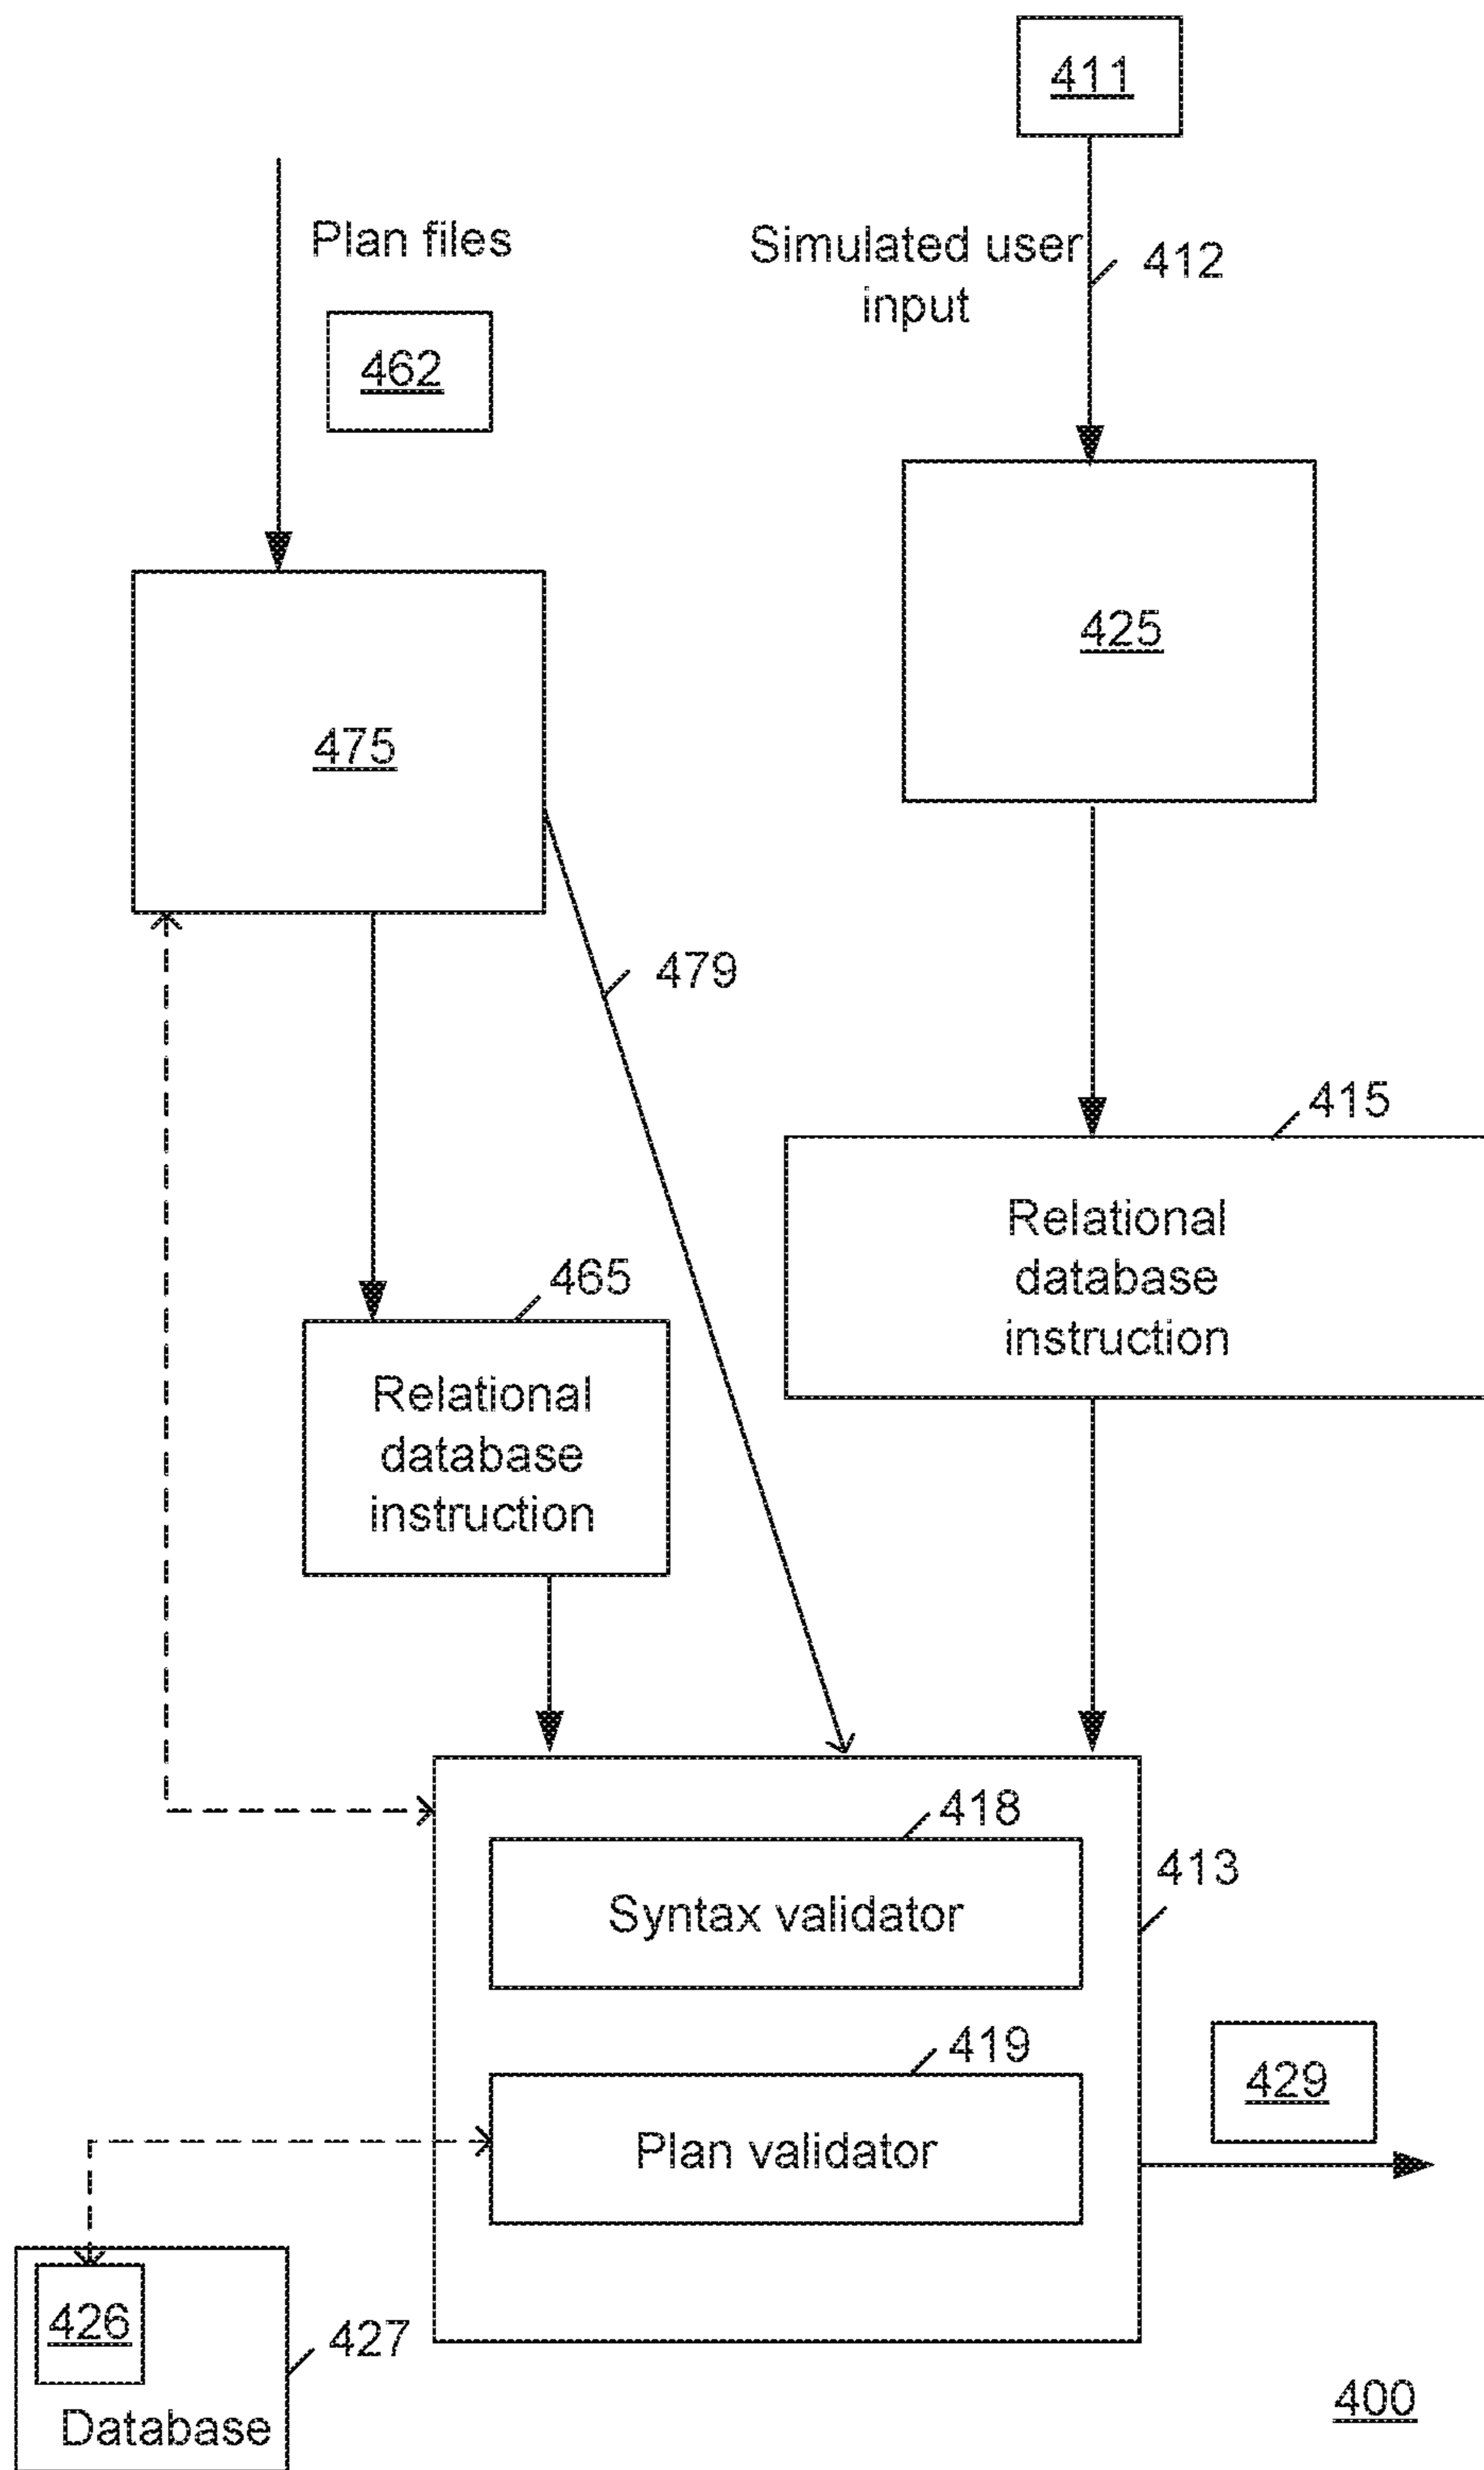 411
Plan files
Simulated user
input
412
462
425
475
479
415
Relational
database
instruction
465
Relational
database
instruction
418
Syntax validator
413
419
Plan validator
429
426
427
Database
400